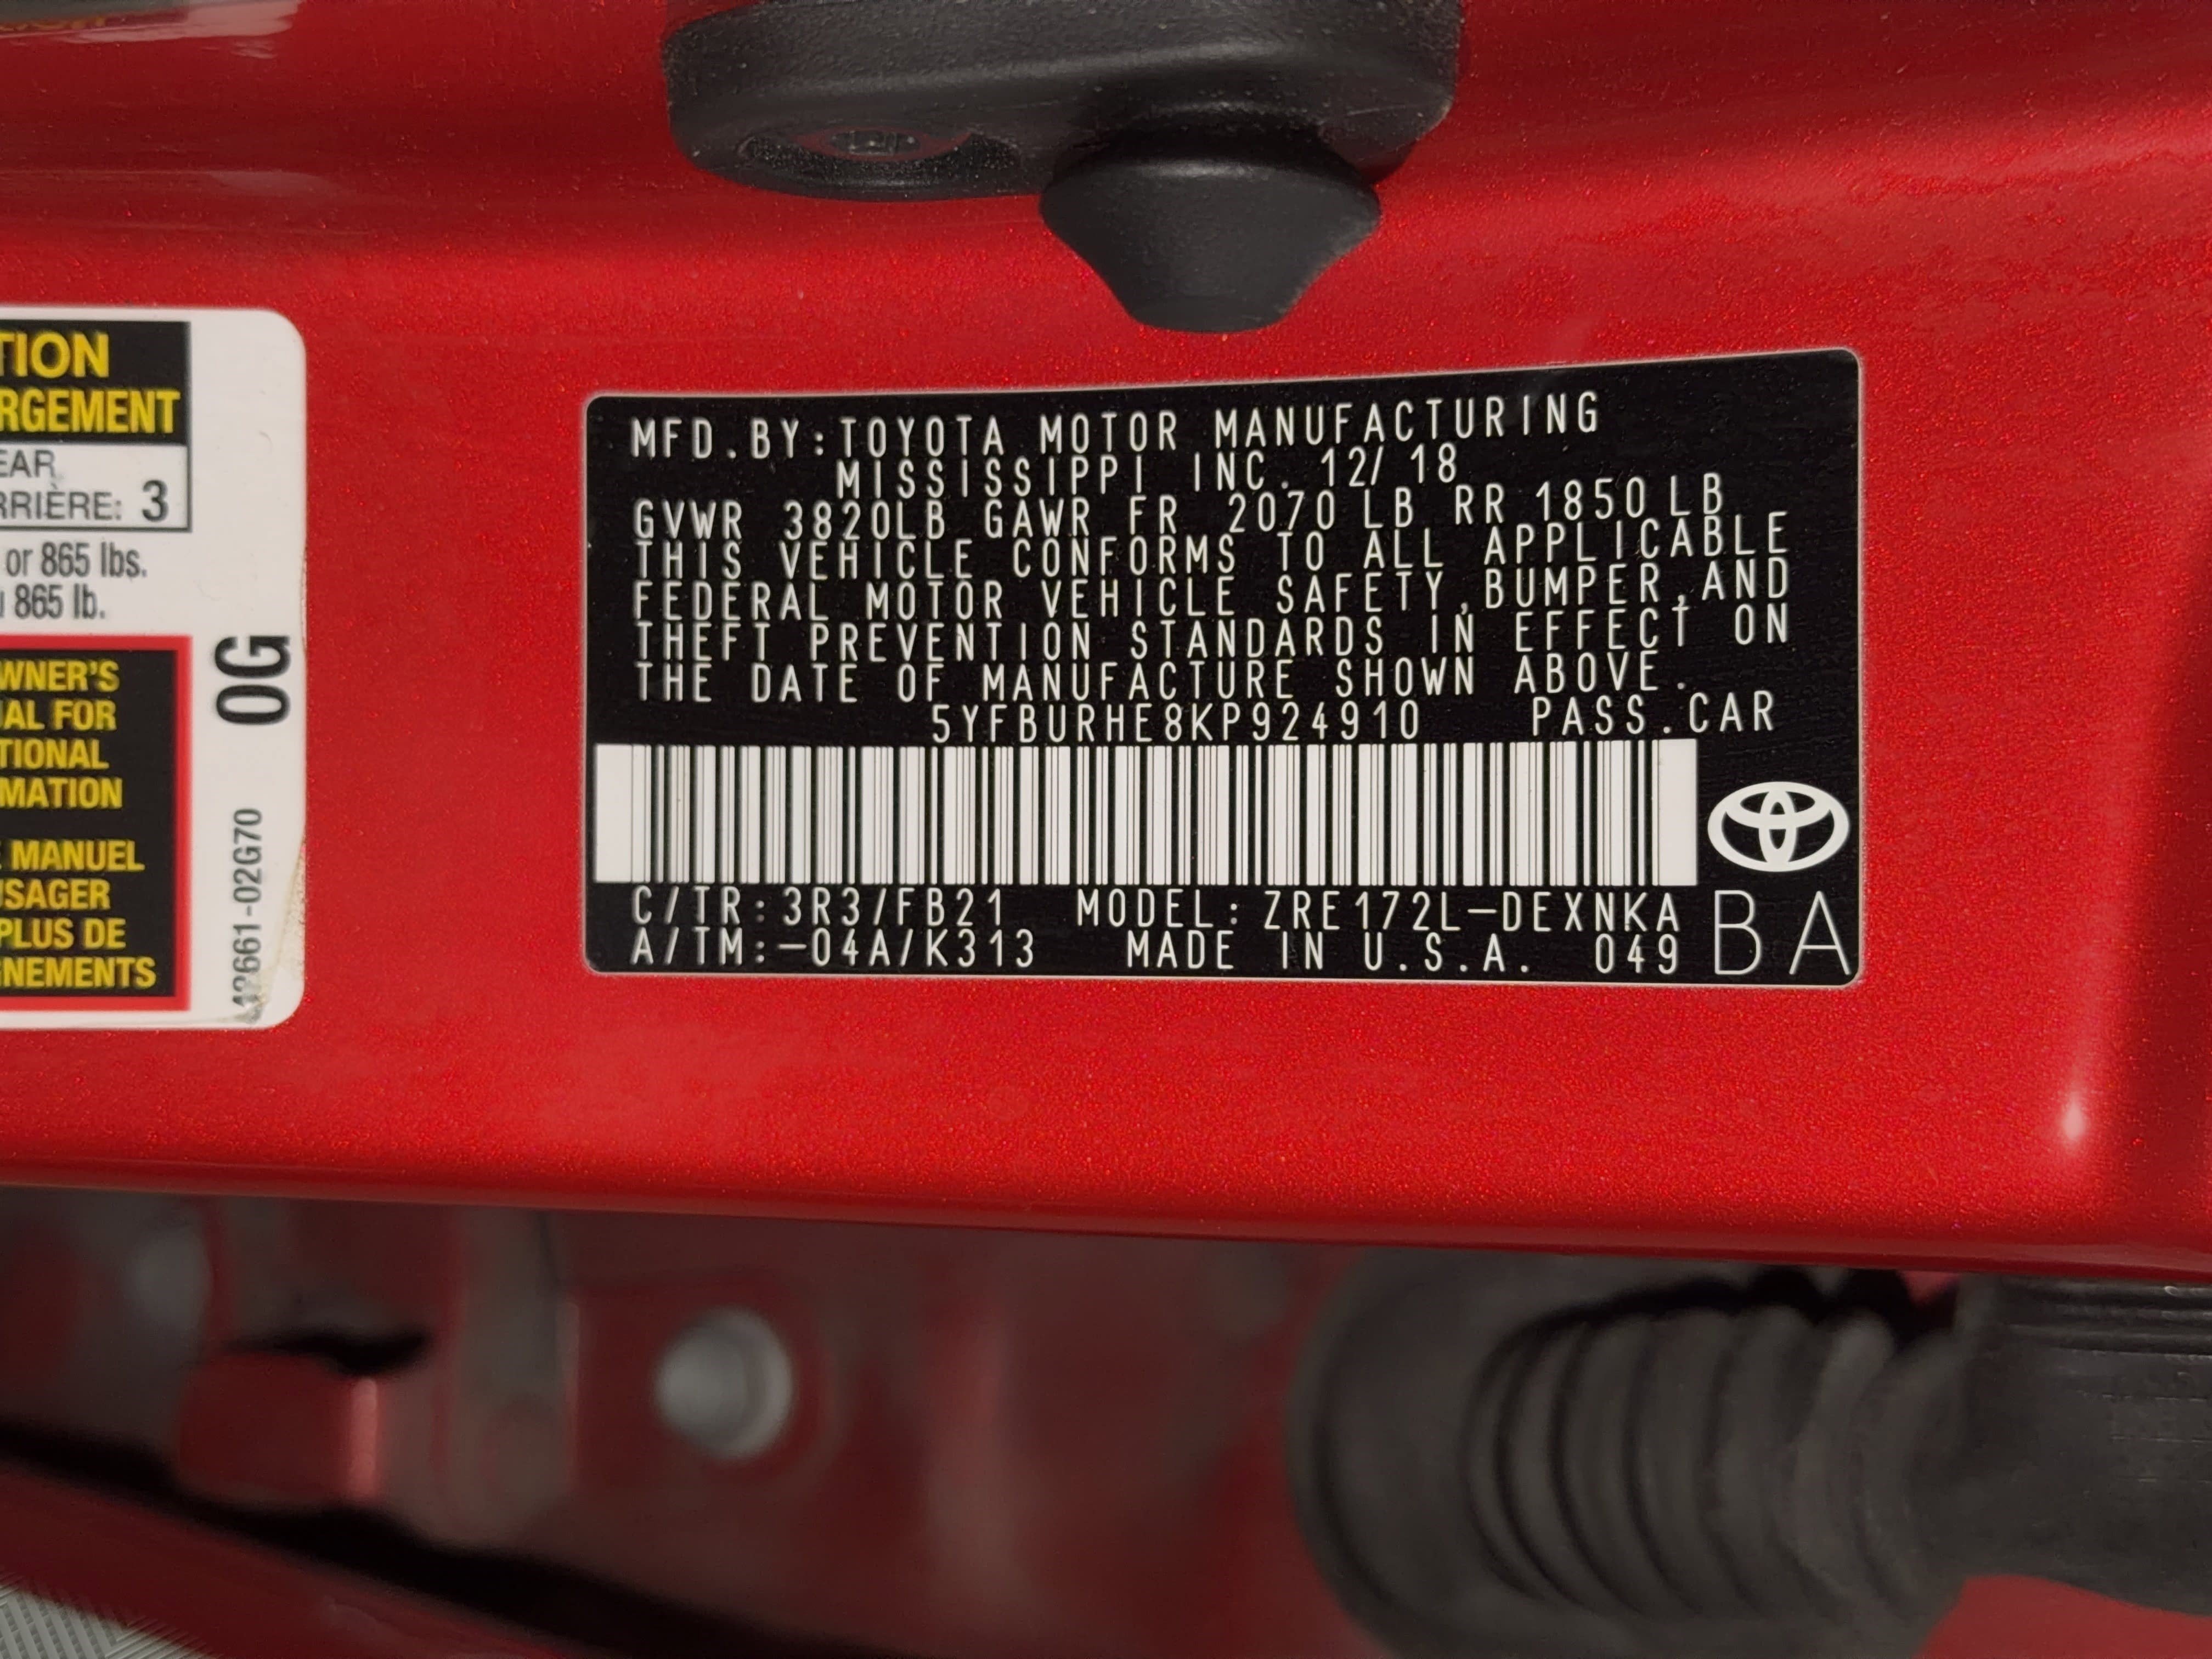 TION
RGEMENT
EAR
RRIÈRE: 3
or 865 lbs.
865 lb.
WNER'S
AL FOR
TIONAL
MATION
MANUEL
USAGER
PLUS DE
GNEMENTS
0G
42661-02G70
MFD.BY:TOYOTA MOTOR MANUFACTURING
MISSISSIPPI INC. 12/ 18
GVWR 3820LB GAWR FR 2070 LB RR 1850 LB
THIS VEHICLE CONFORMS TO ALL APPLICABLE
FEDERAL MOTOR VEHICLE SAFETY,BUMPER,AND
THEFT PREVENTION STANDARDS IN EFFECT ON
THE DATE OF MANUFACTURE SHOWN ABOVE.
5YFBURHE8KP924910 PASS.CAR
C/TR:3R3/FB21 MODEL:ZRE172L-DEXNKA
A/TM:-04A/K313 MADE IN U.S.A. 049 BA